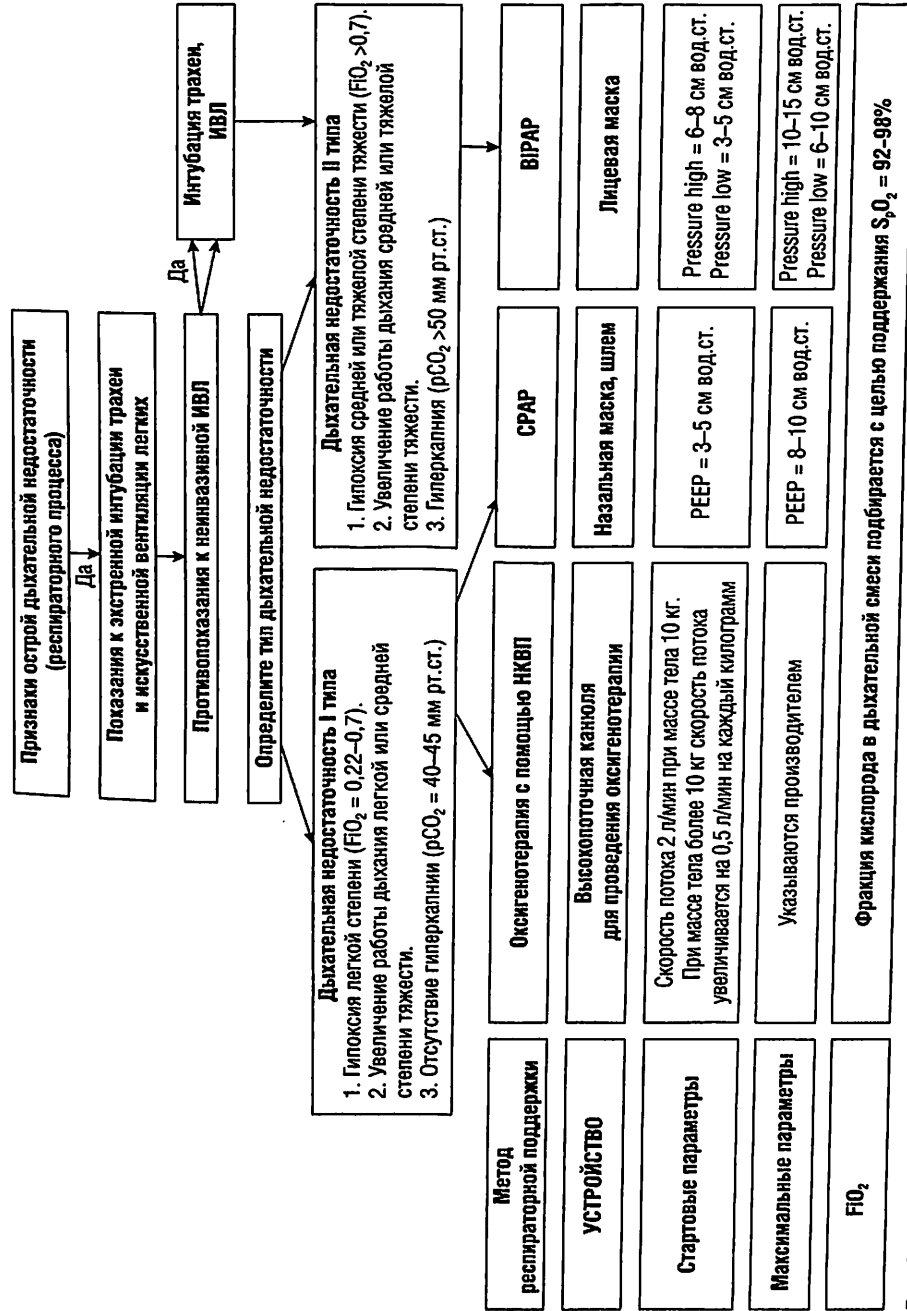 Признаки острой дыхательной недостаточности
(респираторного процесса)
Да
Показания к экстренной интубации трахеи
и искусственной вентиляции легких
Противопоказания к неинвазивной ИВЛ
Да
Интубация трахеи,
ИВЛ
Определите тип дыхательной недостаточности
Дыхательная недостаточность I типа
1. Гипоксия легкой степени (FiO₂ = 0,22–0,7).
2. Увеличение работы дыхания легкой или средней
степени тяжести.
3. Отсутствие гиперкапнии (pCO₂ = 40–45 мм рт.ст.)
Дыхательная недостаточность II типа
1. Гипоксия средней или тяжелой степени тяжести (FiO₂ >0,7).
2. Увеличение работы дыхания средней или тяжелой
степени тяжести.
3. Гиперкапния (pCO₂ >50 мм рт.ст.)
Метод
респираторной поддержки
Оксигенотерапия с помощью НКВП
CPAP
BIPAP
УСТРОЙСТВО
Высокопоточная канюля
для проведения оксигенотерапии
Назальная маска, шлем
Лицевая маска
Стартовые параметры
Скорость потока 2 л/мин при массе тела 10 кг.
При массе тела более 10 кг скорость потока
увеличивается на 0,5 л/мин на каждый килограмм
PEEP = 3–5 см вод.ст.
Pressure high = 6–8 см вод.ст.
Pressure low = 3–5 см вод.ст.
Максимальные параметры
Указываются производителем
PEEP = 8–10 см вод.ст.
Pressure high = 10–15 см вод.ст.
Pressure low = 6–10 см вод.ст.
FiO₂
Фракция кислорода в дыхательной смеси подбирается с целью поддержания SₚO₂ = 92–98%